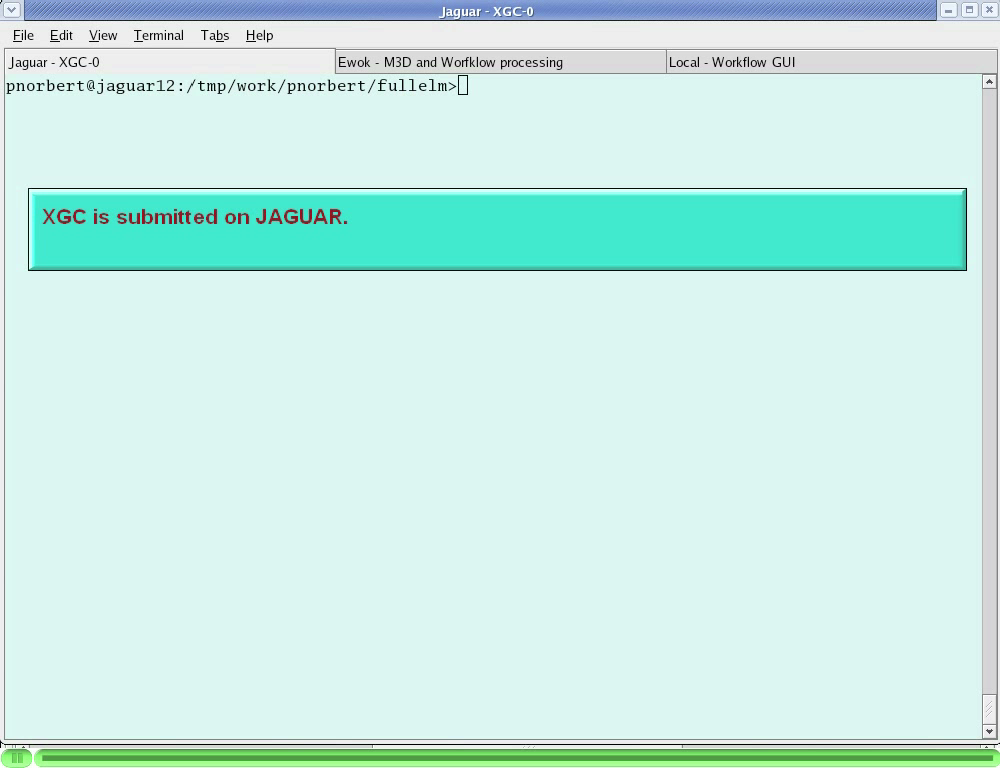 Jaguar - XGC-0
File Edit View Terminal Tabs Help
Jaguar - XGC-0 Ewok - M3D and Worfklow processing Local - Workflow GUI
pnorbert@jaguar12:/tmp/work/pnorbert/fullelm>
XGC is submitted on JAGUAR.